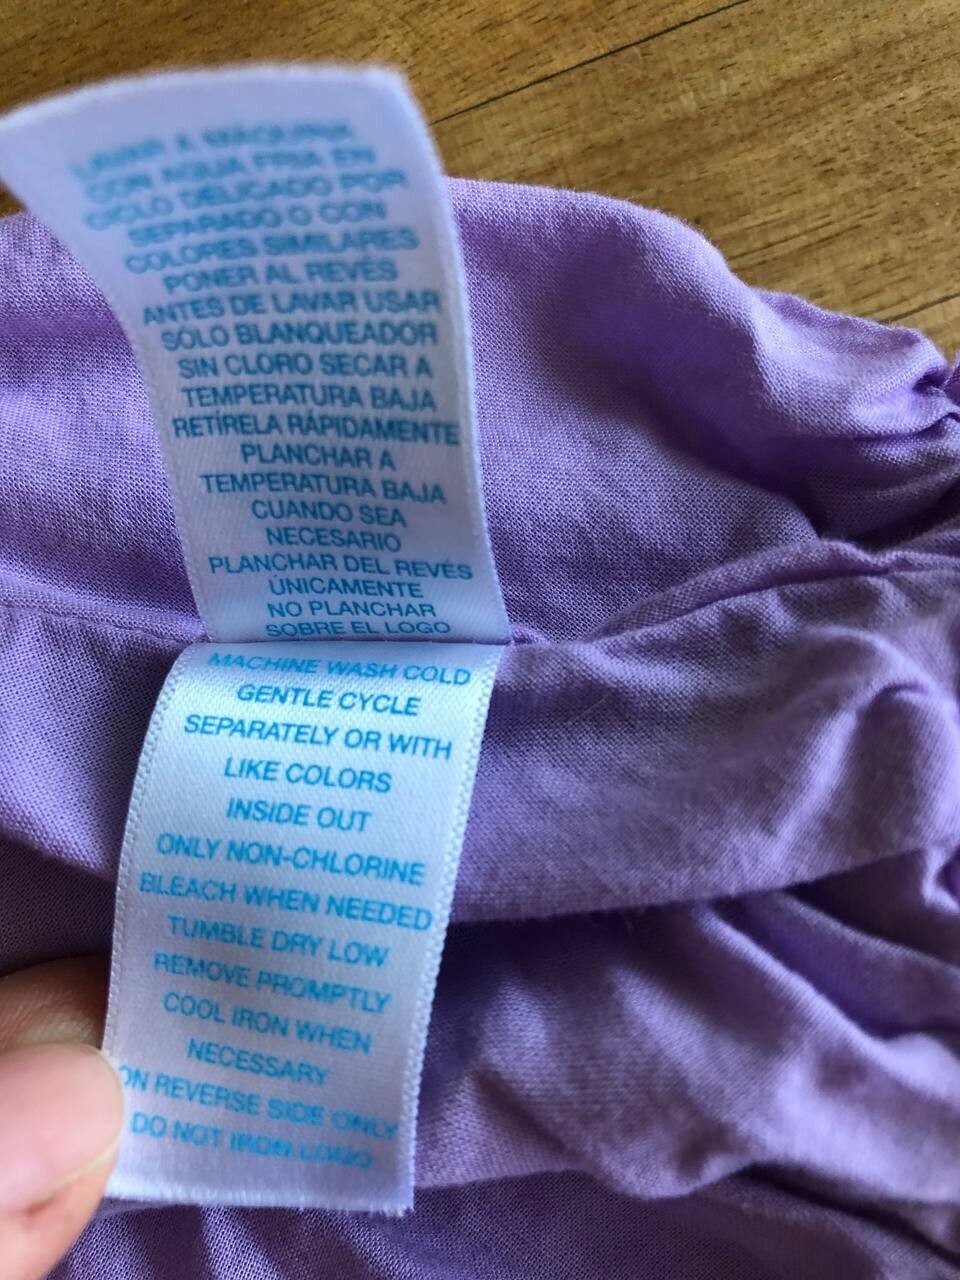 LAVAR A MÁQUINA
CON AGUA FRIA EN
CICLO DELICADO POR
SEPARADO O CON
COLORES SIMILARES
PONER AL REVÉS
ANTES DE LAVAR USAR
SÓLO BLANQUEADOR
SIN CLORO SECAR A
TEMPERATURA BAJA
RETÍRELA RÁPIDAMENTE
PLANCHAR A
TEMPERATURA BAJA
CUANDO SEA
NECESARIO
PLANCHAR DEL REVÉS
ÚNICAMENTE
NO PLANCHAR
SOBRE EL LOGO
MACHINE WASH COLD
GENTLE CYCLE
SEPARATELY OR WITH
LIKE COLORS
INSIDE OUT
ONLY NON-CHLORINE
BLEACH WHEN NEEDED
TUMBLE DRY LOW
REMOVE PROMPTLY
COOL IRON WHEN
NECESSARY
ON REVERSE SIDE ONLY
DO NOT IRON LOGO